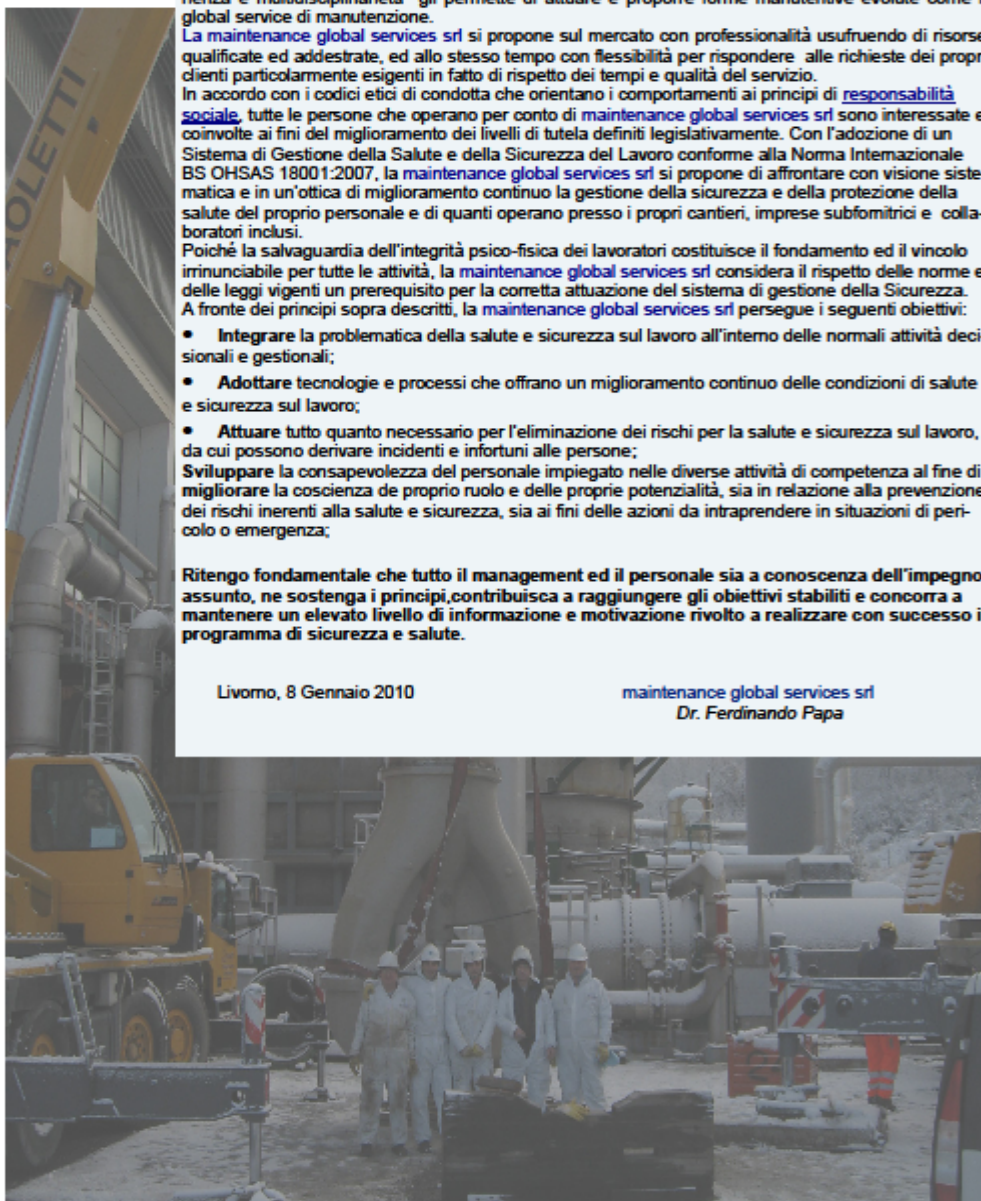 AOLETTI
nenza e multidisciplinarietà gli permette di attuare e proporre forme manutentive evolute come
global service di manutenzione.
La maintenance global services srl si propone sul mercato con professionalità usufruendo di risorse
qualificate ed addestrate, ed allo stesso tempo con flessibilità per rispondere alle richieste dei propr
clienti particolarmente esigenti in fatto di rispetto dei tempi e qualità del servizio.
In accordo con i codici etici di condotta che orientano i comportamenti ai principi di responsabilità
sociale, tutte le persone che operano per conto di maintenance global services srl sono interessate e
coinvolte ai fini del miglioramento dei livelli di tutela definiti legislativamente. Con l'adozione di un
Sistema di Gestione della Salute e della Sicurezza del Lavoro conforme alla Norma Internazionale
BS OHSAS 18001:2007, la maintenance global services srl si propone di affrontare con visione siste-
matica e in un'ottica di miglioramento continuo la gestione della sicurezza e della protezione della
salute del proprio personale e di quanti operano presso i propri cantieri, imprese subfornitrici e colla-
boratori inclusi.
Poiché la salvaguardia dell'integrità psico-fisica dei lavoratori costituisce il fondamento ed il vincolo
irrinunciabile per tutte le attività, la maintenance global services srl considera il rispetto delle norme e
delle leggi vigenti un prerequisito per la corretta attuazione del sistema di gestione della Sicurezza.
A fronte dei principi sopra descritti, la maintenance global services srl persegue i seguenti obiettivi:
• Integrare la problematica della salute e sicurezza sul lavoro all'interno delle normali attività deci-
sionali e gestionali;
• Adottare tecnologie e processi che offrano un miglioramento continuo delle condizioni di salute
e sicurezza sul lavoro;
• Attuare tutto quanto necessario per l'eliminazione dei rischi per la salute e sicurezza sul lavoro,
da cui possono derivare incidenti e infortuni alle persone;
Sviluppare la consapevolezza del personale impiegato nelle diverse attività di competenza al fine di
migliorare la coscienza de proprio ruolo e delle proprie potenzialità, sia in relazione alla prevenzione
dei rischi inerenti alla salute e sicurezza, sia ai fini delle azioni da intraprendere in situazioni di peri-
colo o emergenza;
Ritengo fondamentale che tutto il management ed il personale sia a conoscenza dell'impegno
assunto, ne sostenga i principi,contribuisca a raggiungere gli obiettivi stabiliti e concorra a
mantenere un elevato livello di informazione e motivazione rivolto a realizzare con successo i
programma di sicurezza e salute.
Livorno, 8 Gennaio 2010
maintenance global services srl
Dr. Ferdinando Papa